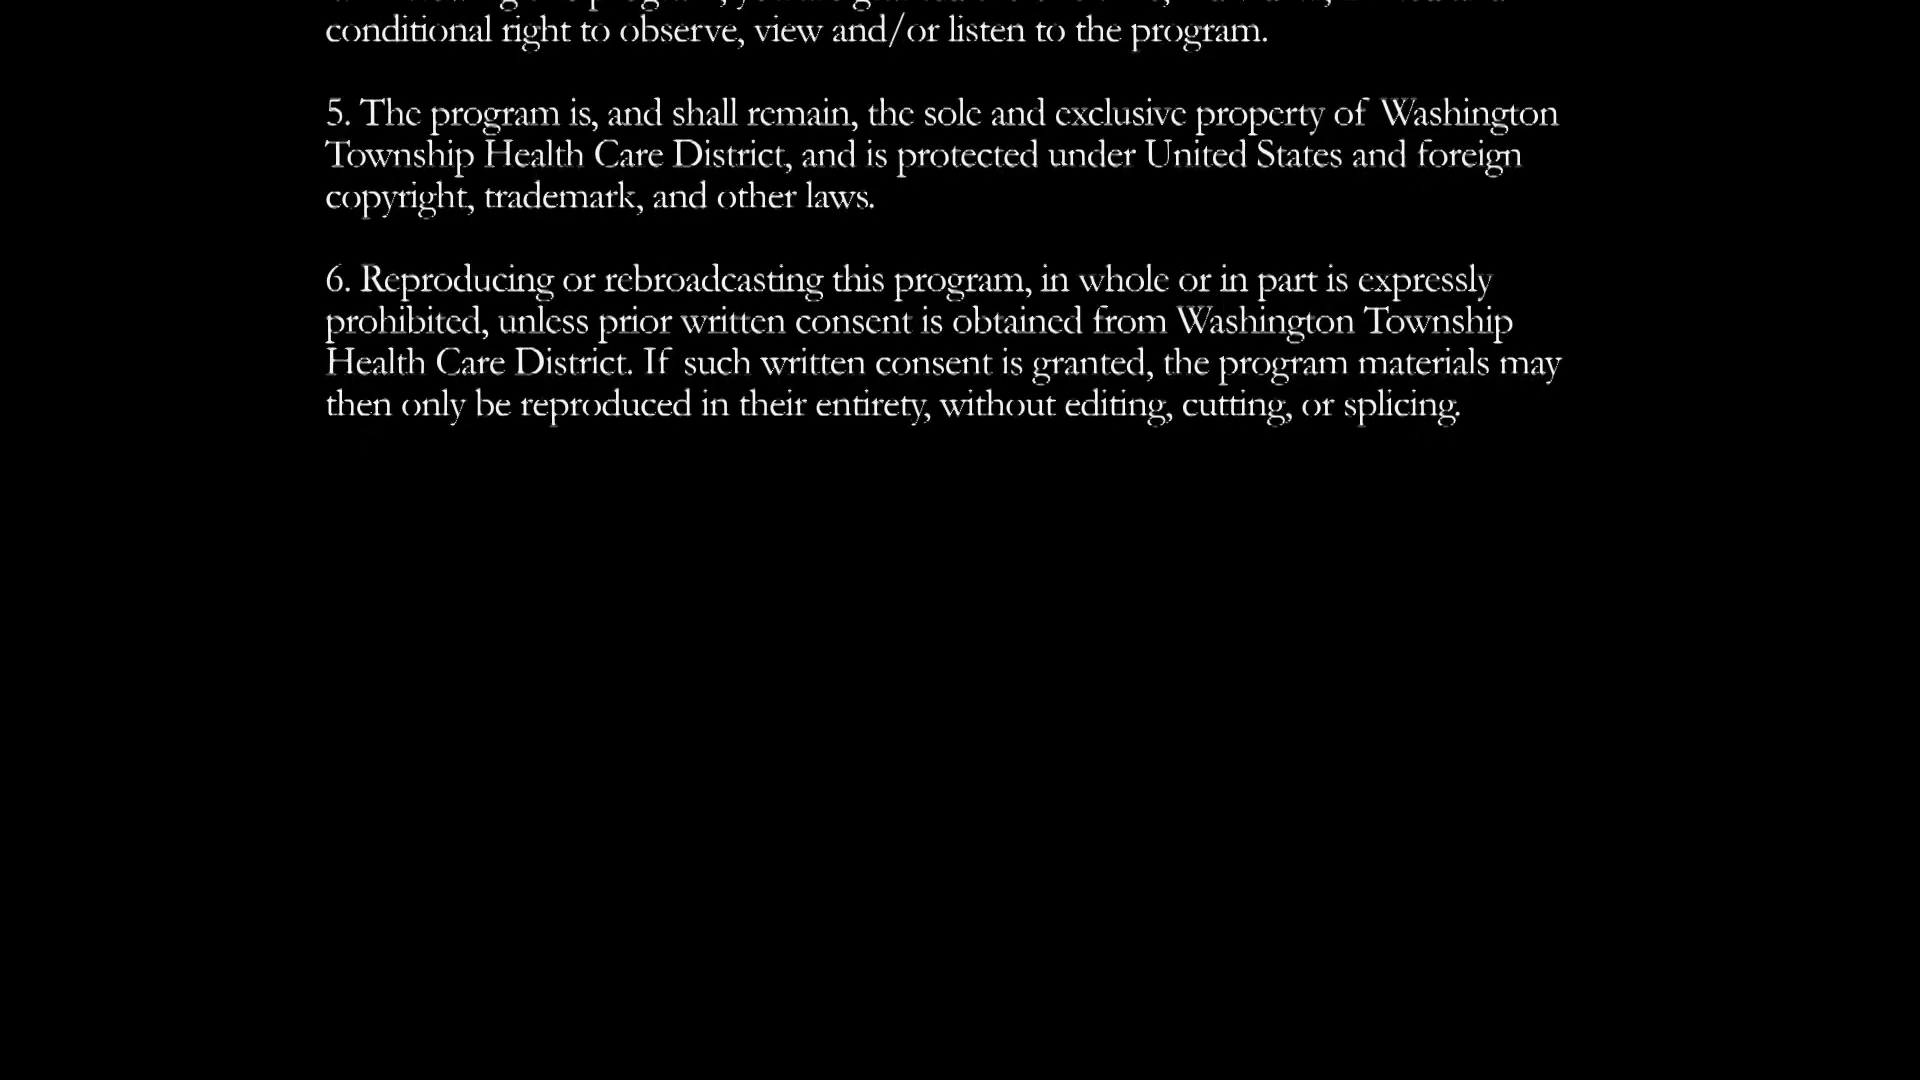 conditional right to observe, view and/or listen to the program.
5. The program is, and shall remain, the sole and exclusive property of Washington
Township Health Care District, and is protected under United States and foreign
copyright, trademark, and other laws.
6. Reproducing or rebroadcasting this program, in whole or in part is expressly
prohibited, unless prior written consent is obtained from Washington Township
Health Care District. If such written consent is granted, the program materials may
then only be reproduced in their entirety, without editing, cutting, or splicing.